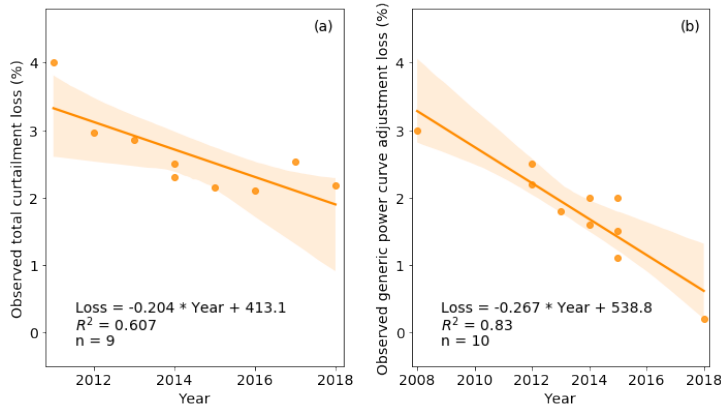 (a)
Observed total curtailment loss (%)
4
3
2
1
0
Loss = -0.204 * Year + 413.1
R² = 0.607
n = 9
2012 2014 2016 2018
Year
(b)
Observed generic power curve adjustment loss (%)
4
3
2
1
0
Loss = -0.267 * Year + 538.8
R² = 0.83
n = 10
2008 2010 2012 2014 2016 2018
Year